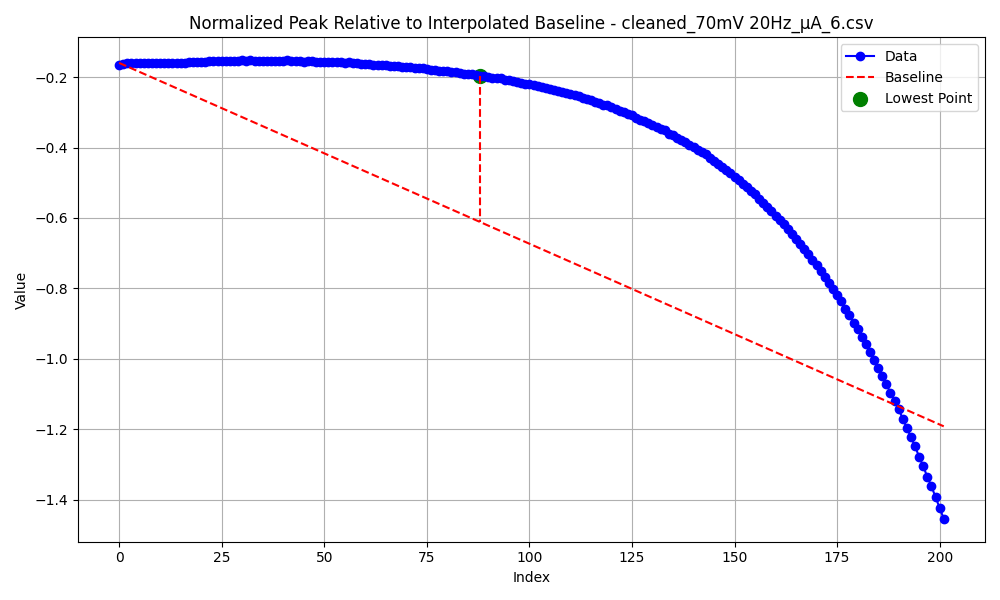 Normalized Peak Relative to Interpolated Baseline - cleaned_70mV 20Hz_μA_6.csv
Data
Baseline
Lowest Point
Value
−0.2
−0.4
−0.6
−0.8
−1.0
−1.2
−1.4
0 25 50 75 100 125 150 175 200
Index